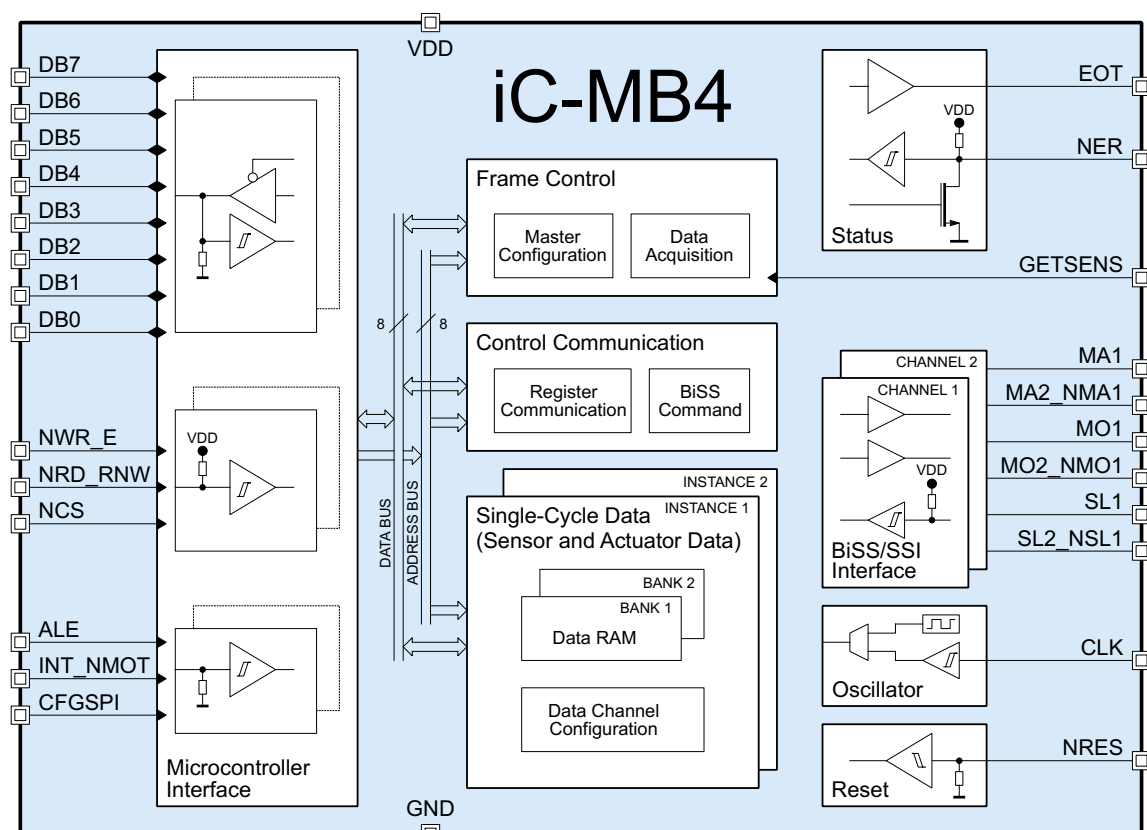 VDD
iC-MB4
DB7
DB6
DB5
DB4
DB3
DB2
DB1
DB0
NWR_E
NRD_RNW
NCS
ALE
INT_NMOT
CFGSPI
VDD
Microcontroller
Interface
8
8
DATA BUS
ADDRESS BUS
Frame Control
Master
Configuration
Data
Acquisition
Control Communication
Register
Communication
BiSS
Command
INSTANCE 2
INSTANCE 1
Single-Cycle Data
(Sensor and Actuator Data)
BANK 2
BANK 1
Data RAM
Data Channel
Configuration
GND
VDD
Status
EOT
NER
GETSENS
CHANNEL 2
CHANNEL 1
VDD
BiSS/SSI
Interface
MA1
MA2_NMA1
MO1
MO2_NMO1
SL1
SL2_NSL1
Oscillator
CLK
Reset
NRES